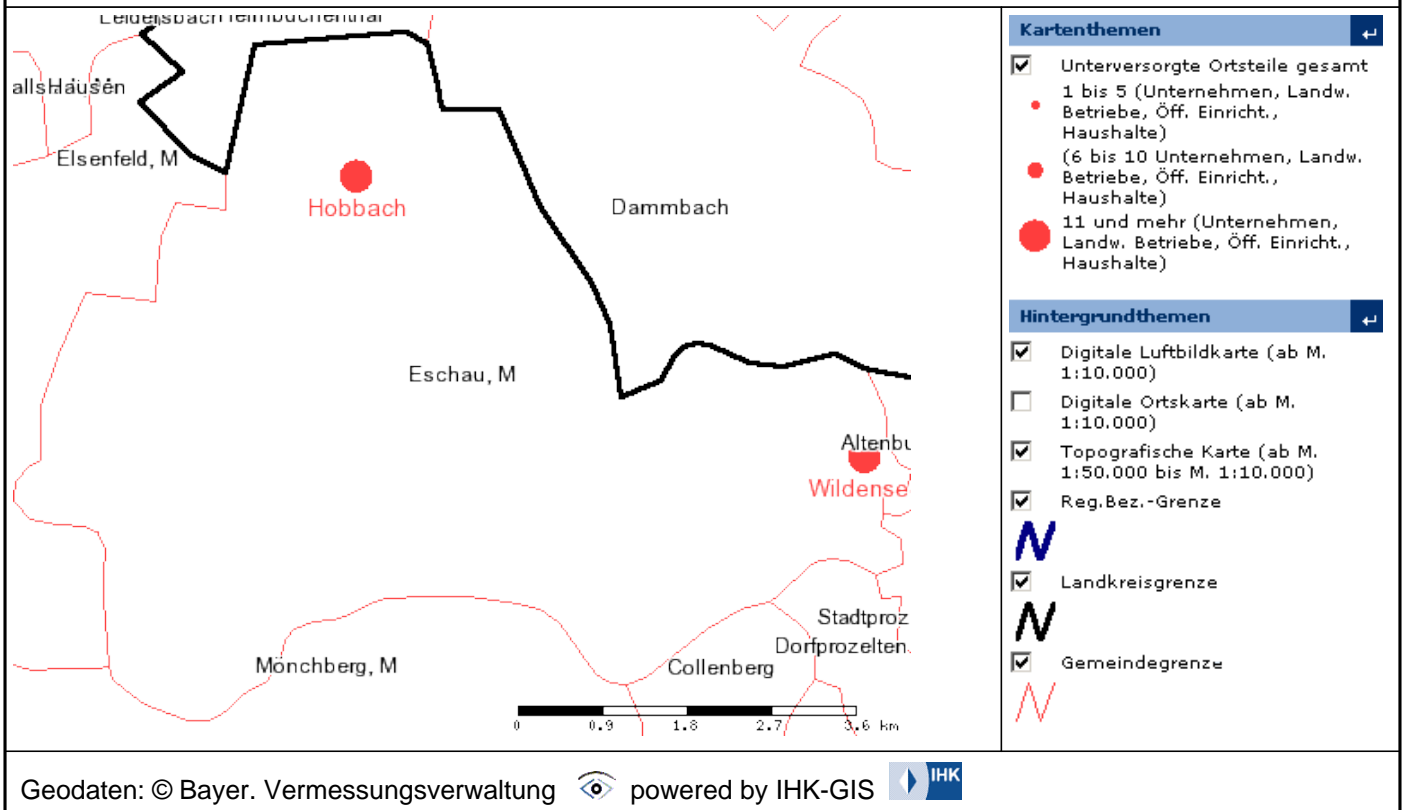 Leidersbach Heimbuchenthal
alls Hausen
Elsenfeld, M
Hobbach
Dammbach
Eschau, M
Altenbu
Wildense
Stadtproz
Dorfprozelten
Mönchberg, M
Collenberg
0 0.9 1.8 2.7 3.6 km
Kartenthemen
Unterversorgte Ortsteile gesamt
1 bis 5 (Unternehmen, Landw.
Betriebe, Öff. Einricht.,
Haushalte)
(6 bis 10 Unternehmen, Landw.
Betriebe, Öff. Einricht.,
Haushalte)
11 und mehr (Unternehmen,
Landw. Betriebe, Öff. Einricht.,
Haushalte)
Hintergrundthemen
Digitale Luftbildkarte (ab M.
1:10.000)
Digitale Ortskarte (ab M.
1:10.000)
Topografische Karte (ab M.
1:50.000 bis M. 1:10.000)
Reg.Bez.-Grenze
Landkreisgrenze
Gemeindegrenze
Geodaten: © Bayer. Vermessungsverwaltung powered by IHK-GIS IHK